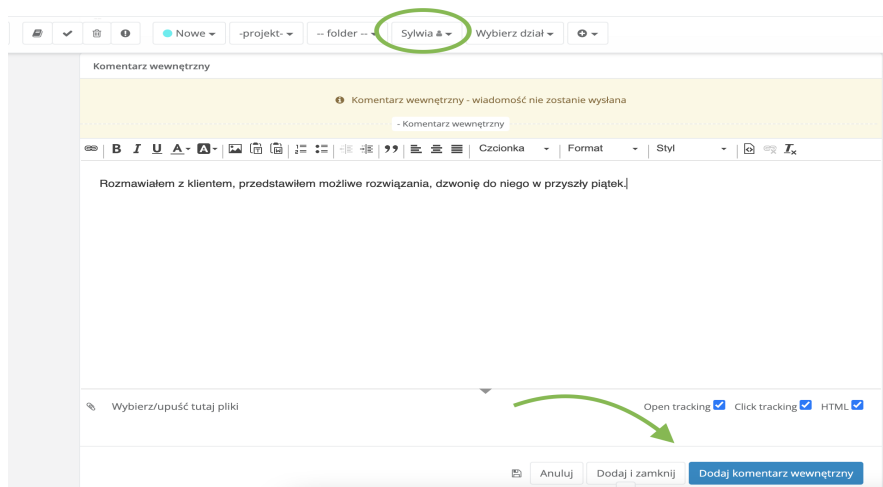 Nowe -projekt- -- folder -- Sylwia Wybierz dział
Komentarz wewnętrzny
Komentarz wewnętrzny - wiadomość nie zostanie wysłana
- Komentarz wewnętrzny
B I U A A Czcionka Format Styl
Rozmawiałem z klientem, przedstawiłem możliwe rozwiązania, dzwonię do niego w przyszły piątek.
Wybierz/upuść tutaj pliki Open tracking Click tracking HTML
Anuluj Dodaj i zamknij Dodaj komentarz wewnętrzny